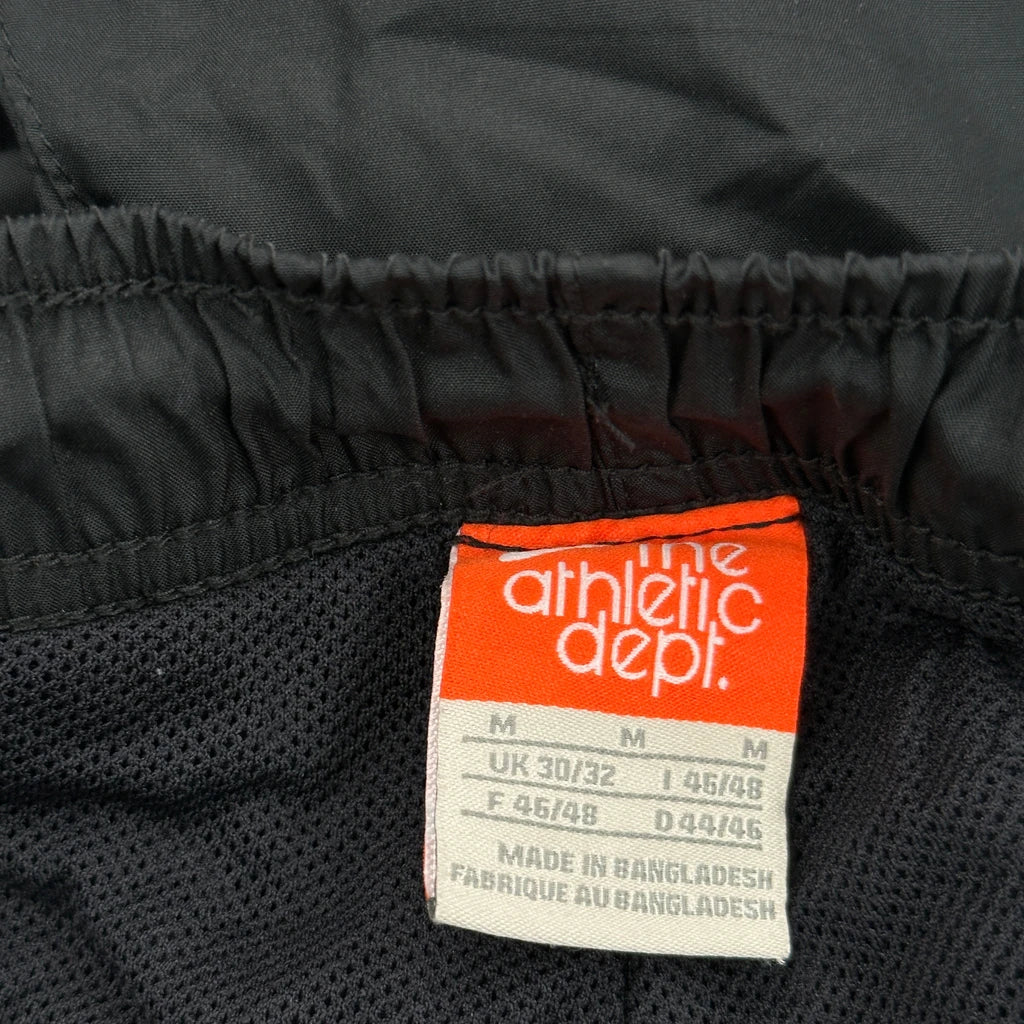 the
athletic
dept.
M M M
UK 30/32 I 46/48
F 46/48 D 44/46
MADE IN BANGLADESH
FABRIQUE AU BANGLADESH